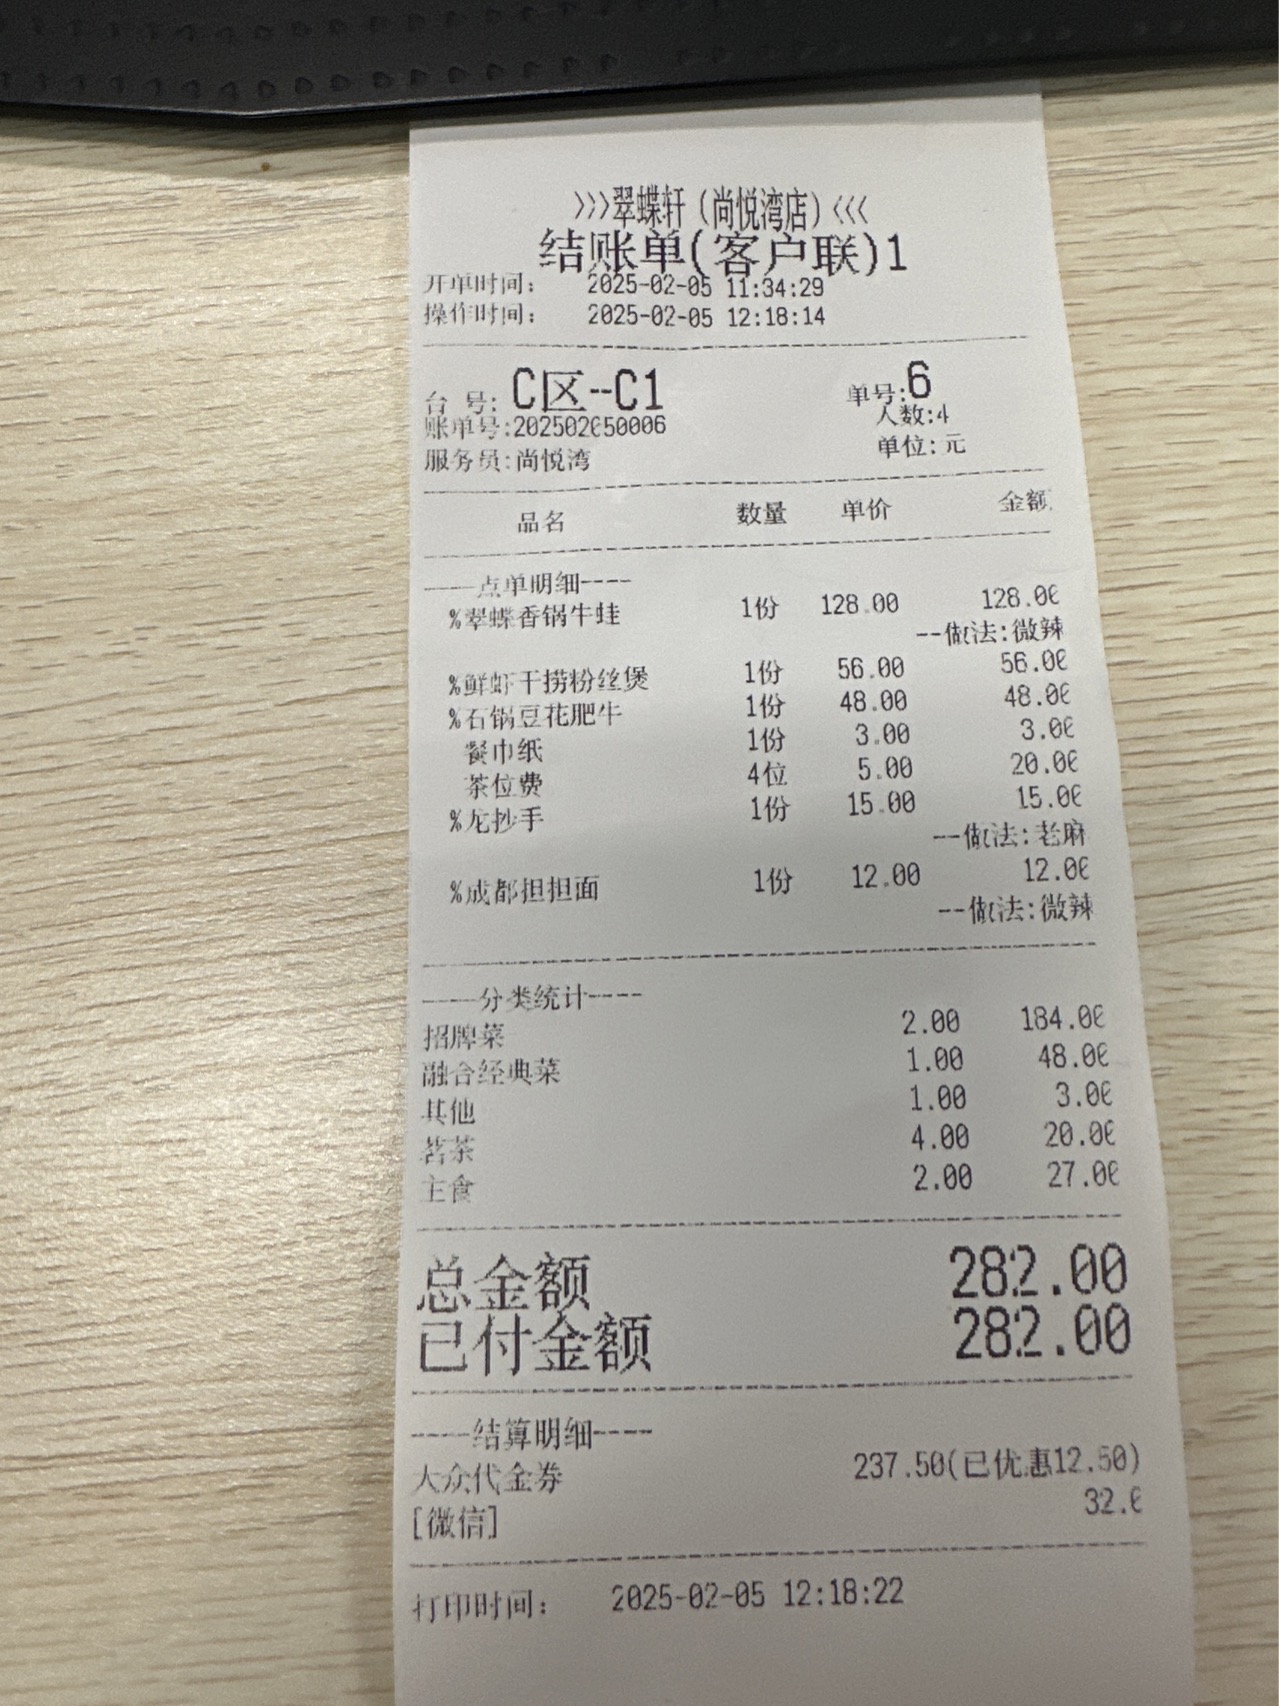 >>>翠蝶轩(尚悦湾店)<<<
结账单(客户联)1
开单时间: 2025-02-05 11:34:29
操作时间: 2025-02-05 12:18:14
台 号: C区--C1 单号:6
账单号:202502050006 人数:4
服务员:尚悦湾 单位:元
品名 数量 单价 金额
----点单明细----
%翠蝶香锅牛蛙 1份 128.00 128.00
--做法:微辣
%鲜虾干捞粉丝煲 1份 56.00 56.00
%石锅豆花肥牛 1份 48.00 48.00
餐巾纸 1份 3.00 3.00
茶位费 4位 5.00 20.00
%龙抄手 1份 15.00 15.00
--做法:老麻
%成都担担面 1份 12.00 12.00
--做法:微辣
----分类统计----
招牌菜 2.00 184.00
融合经典菜 1.00 48.00
其他 1.00 3.00
茗茶 4.00 20.00
主食 2.00 27.00
总金额 282.00
已付金额 282.00
----结算明细----
大众代金券 237.50(已优惠12.50)
[微信] 32.0
打印时间: 2025-02-05 12:18:22